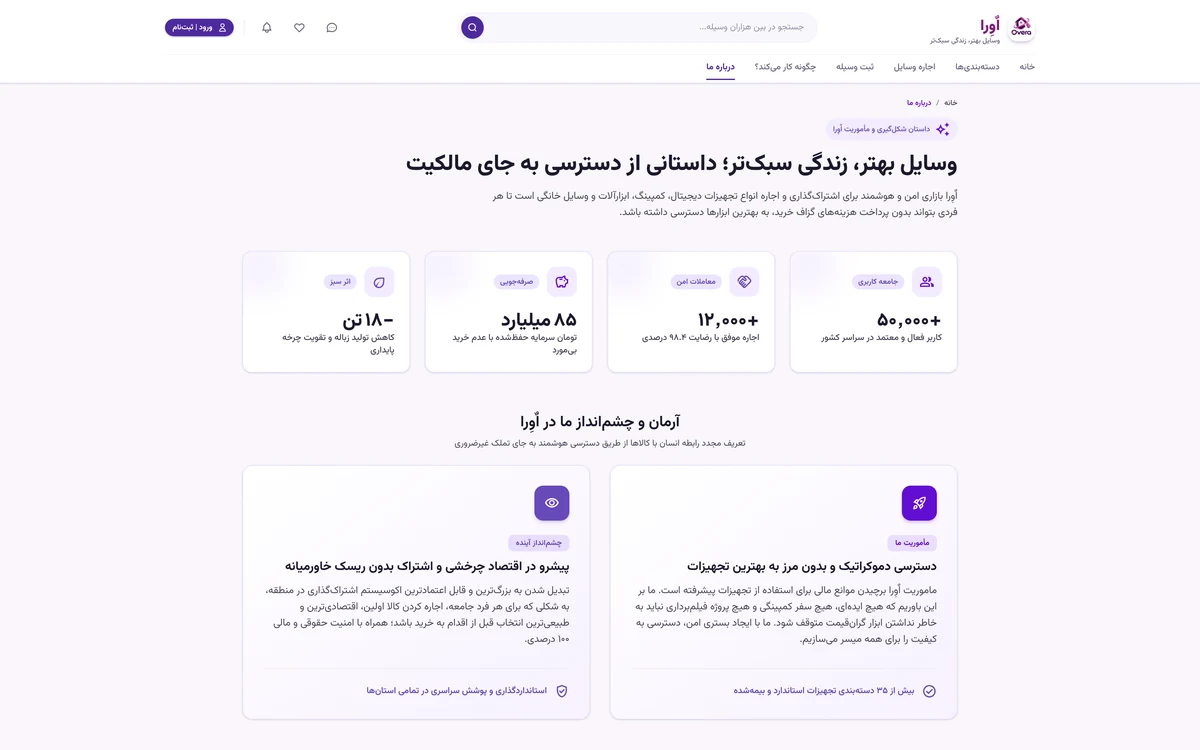 Overa
اُورا
وسایل بهتر، زندگی سبک‌تر
جستجو در بین هزاران وسیله...
ورود | ثبت‌نام
خانه
دسته‌بندی‌ها
اجاره وسایل
ثبت وسیله
چگونه کار می‌کند؟
درباره ما
خانه / درباره ما
داستان شکل‌گیری و مأموریت اُورا
وسایل بهتر، زندگی سبک‌تر؛ داستانی از دسترسی به جای مالکیت
اُورا بازاری امن و هوشمند برای اشتراک‌گذاری و اجاره انواع تجهیزات دیجیتال، کمپینگ، ابزارآلات و وسایل خانگی است تا هر
فردی بتواند بدون پرداخت هزینه‌های گزاف خرید، به بهترین ابزارها دسترسی داشته باشد.
جامعه کاربری
+۵۰,۰۰۰
کاربر فعال و معتمد در سراسر کشور
معاملات امن
+۱۲,۰۰۰
اجاره موفق با رضایت ۹۸.۴ درصدی
صرفه‌جویی
۸۵ میلیارد
تومان سرمایه حفظ‌شده با عدم خرید
بی‌مورد
اثر سبز
−۱۸ تن
کاهش تولید زباله و تقویت چرخه
پایداری
آرمان و چشم‌انداز ما در اُورا
تعریف مجدد رابطه انسان با کالاها از طریق دسترسی هوشمند به جای تملک غیرضروری
مأموریت ما
دسترسی دموکراتیک و بدون مرز به بهترین تجهیزات
ماموریت اُورا برچیدن موانع مالی برای استفاده از تجهیزات پیشرفته است. ما بر
این باوریم که هیچ ایده‌ای، هیچ سفر کمپینگی و هیچ پروژه فیلم‌برداری نباید به
خاطر نداشتن ابزار گران‌قیمت متوقف شود. ما با ایجاد بستری امن، دسترسی به
کیفیت را برای همه میسر می‌سازیم.
بیش از ۳۵ دسته‌بندی تجهیزات استاندارد و بیمه‌شده
چشم‌انداز آینده
پیشرو در اقتصاد چرخشی و اشتراک بدون ریسک خاورمیانه
تبدیل شدن به بزرگ‌ترین و قابل اعتمادترین اکوسیستم اشتراک‌گذاری در منطقه،
به شکلی که برای هر فرد جامعه، اجاره کردن کالا اولین، اقتصادی‌ترین و
طبیعی‌ترین انتخاب قبل از اقدام به خرید باشد؛ همراه با امنیت حقوقی و مالی
۱۰۰ درصدی.
استانداردگذاری و پوشش سراسری در تمامی استان‌ها